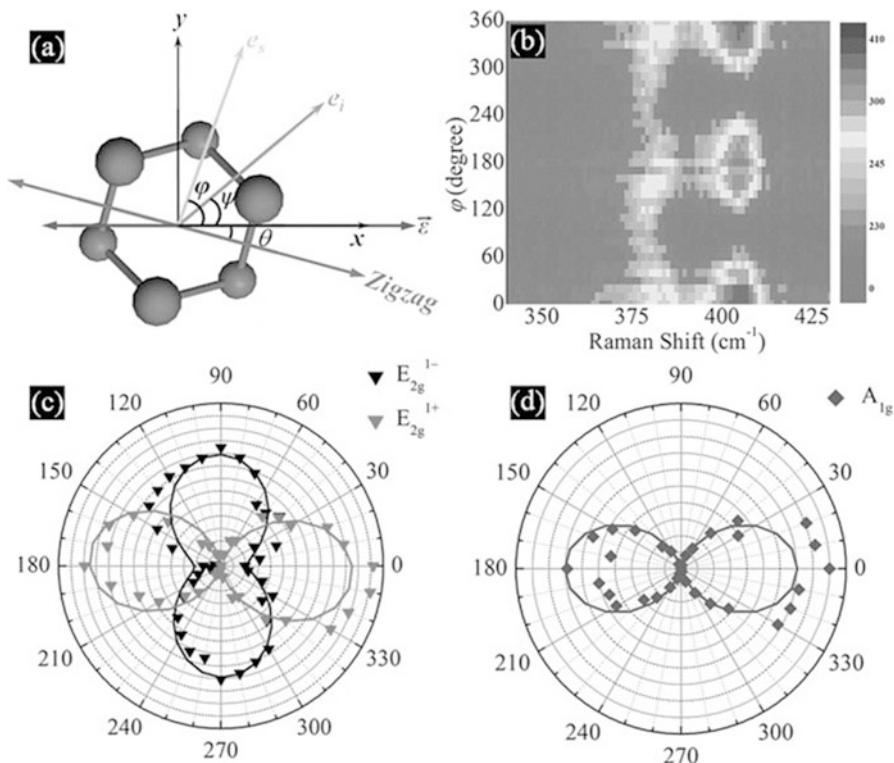 (a)
y
e_s
e_i
φ
ψ
x
ε⃗
θ
Zigzag
(b)
360
300
240
180
120
60
0
φ (degree)
350
380
400
430
Raman Shift (cm⁻¹)
410
300
245
230
0
(c)
90
120
60
150
30
180
0
210
330
240
300
270
▼ E₂g¹⁻
▼ E₂g¹⁺
(d)
90
120
60
150
30
180
0
210
330
240
300
270
◆ A₁g